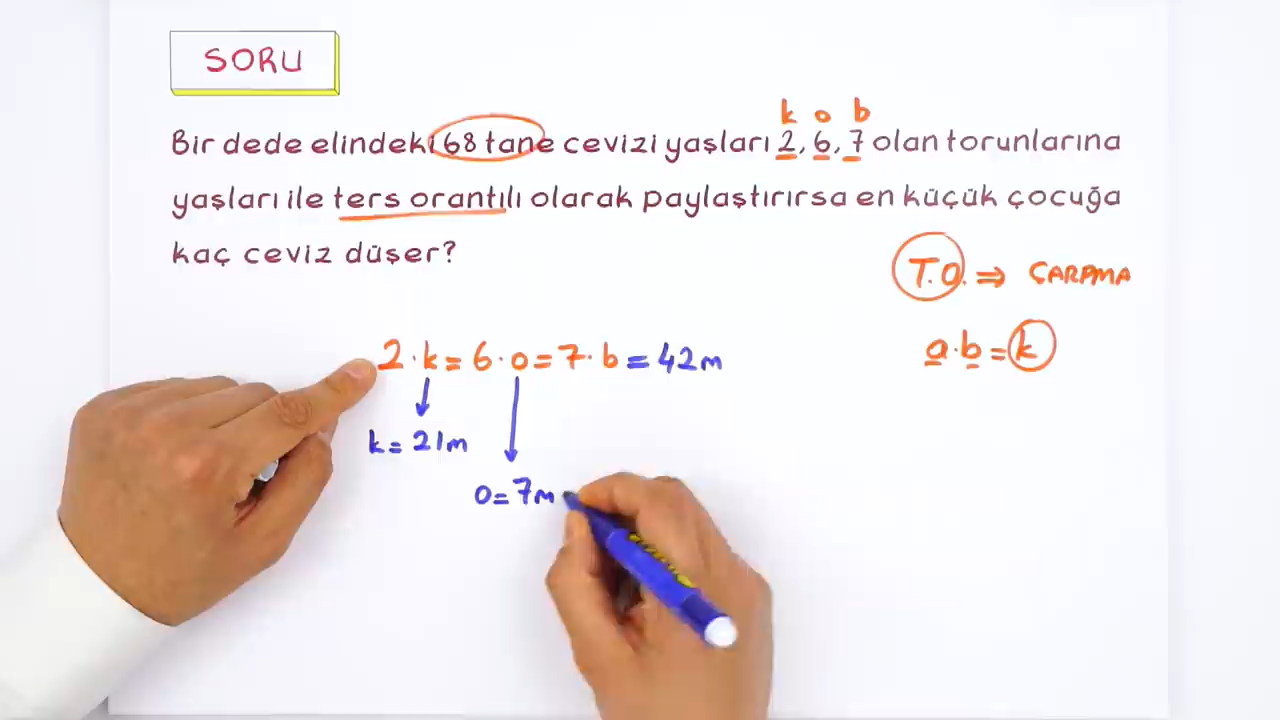 SORU
k o b
Bir dede elindeki 68 tane cevizi yaşları 2, 6, 7 olan torunlarına
yaşları ile ters orantılı olarak paylaştırırsa en küçük çocuğa
kaç ceviz düşer?
T.O. ⇒ ÇARPMA
a·b = k
2·k = 6·o = 7·b = 42m
k = 21m
o = 7m